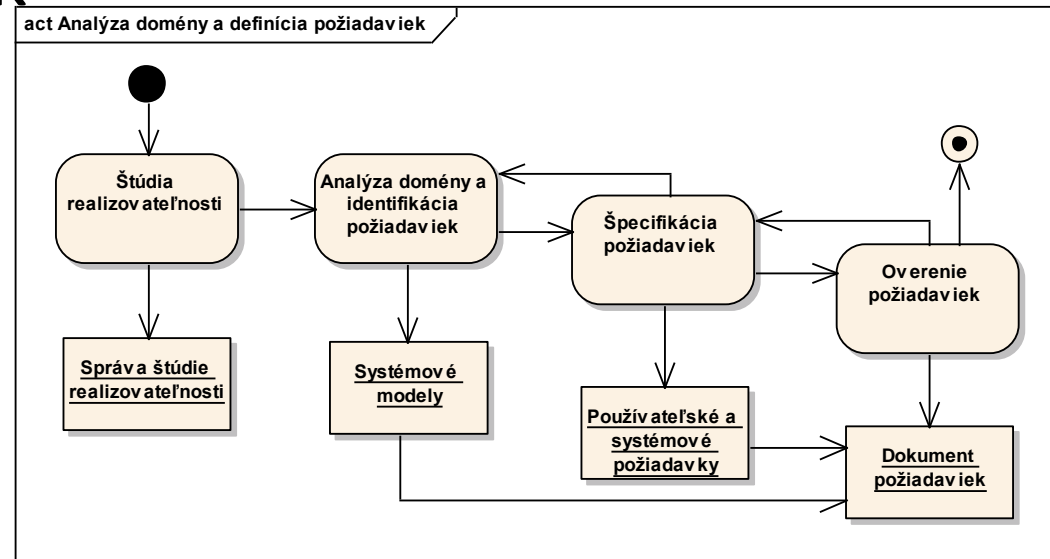 act Analýza domény a definícia požiadaviek
Štúdia
realizovateľnosti
Analýza domény a
identifikácia
požiadaviek
Špecifikácia
požiadaviek
Overenie
požiadaviek
Správa štúdie
realizovateľnosti
Systémové
modely
Používateľské a
systémové
požiadavky
Dokument
požiadaviek